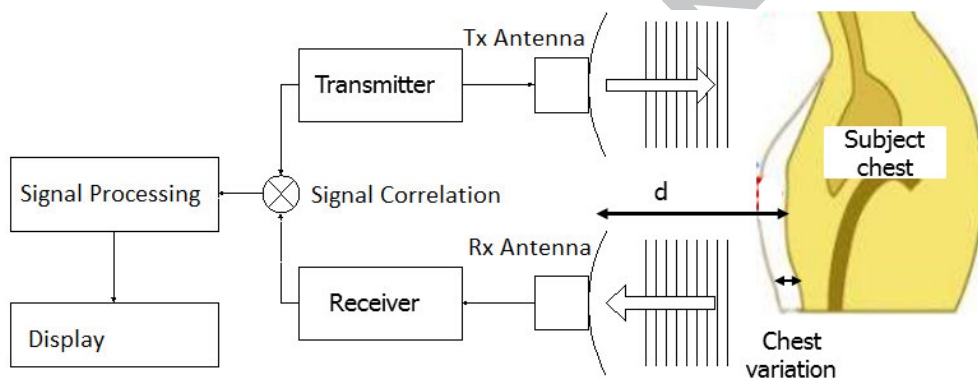 Tx Antenna
Transmitter
Subject
chest
Signal Processing
Signal Correlation
d
Rx Antenna
Receiver
Display
Chest
variation